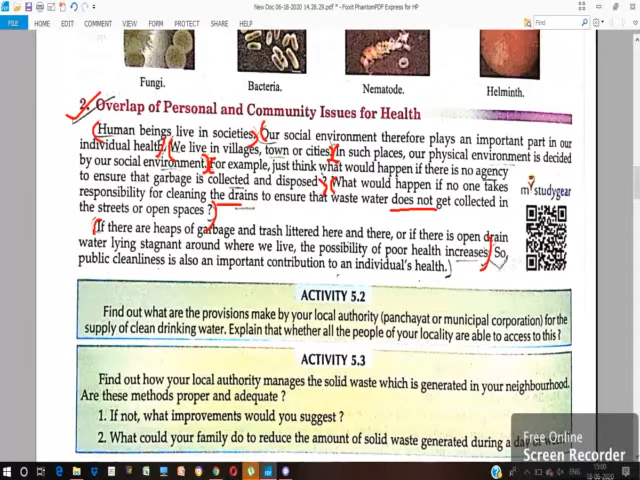 New Doc 06-18-2020 14.28.29.pdf * - Foxit PhantomPDF Express for HP
FILE HOME EDIT COMMENT VIEW FORM PROTECT SHARE HELP
Find
Fungi. Bacteria. Nematode. Helminth.
2. Overlap of Personal and Community Issues for Health
Human beings live in societies. Our social environment therefore plays an important part in our
individual health. We live in villages, town or cities. In such places, our physical environment is decided
by our social environment. For example, just think what would happen if there is no agency
to ensure that garbage is collected and disposed ? What would happen if no one takes
responsibility for cleaning the drains to ensure that waste water does not get collected in
the streets or open spaces ?
If there are heaps of garbage and trash littered here and there, or if there is open drain
water lying stagnant around where we live, the possibility of poor health increases. So,
public cleanliness is also an important contribution to an individual's health.
studygear
ACTIVITY 5.2
Find out what are the provisions make by your local authority (panchayat or municipal corporation) for the
supply of clean drinking water. Explain that whether all the people of your locality are able to access to this ?
ACTIVITY 5.3
Find out how your local authority manages the solid waste which is generated in your neighbourhood.
Are these methods proper and adequate ?
1. If not, what improvements would you suggest ?
2. What could your family do to reduce the amount of solid waste generated during a
Free Online
Screen Recorder
ENG
15:00
18-06-2020